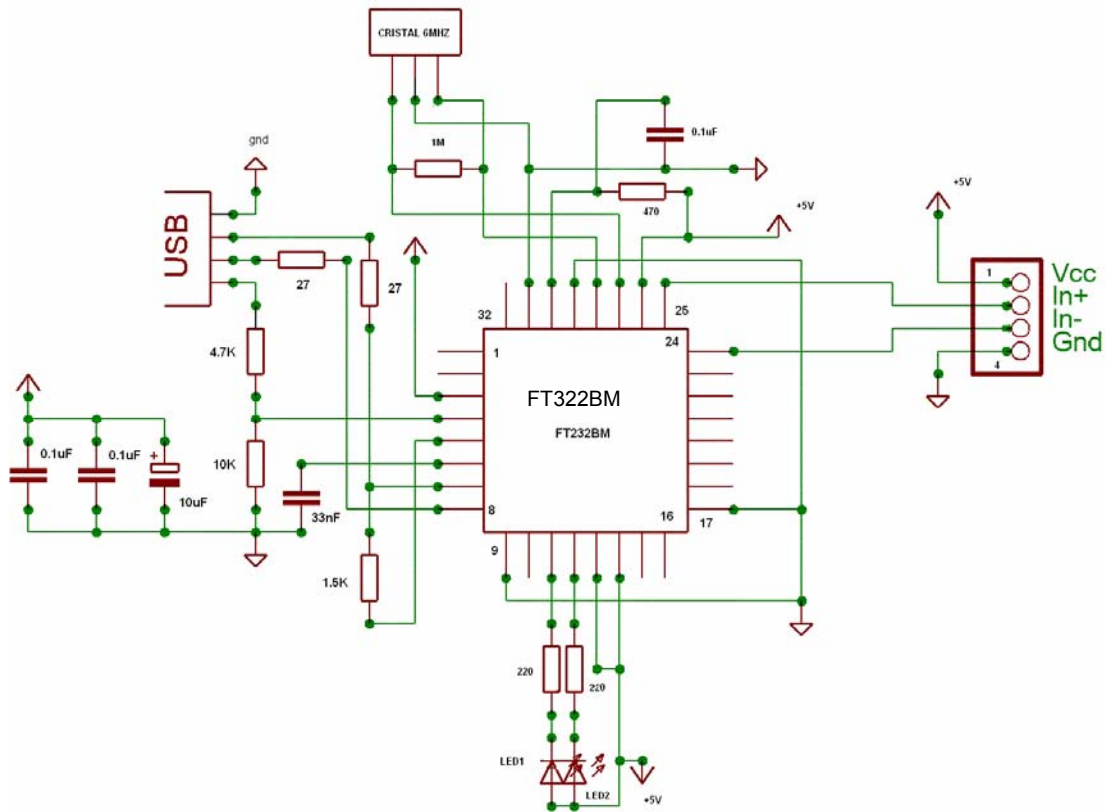 CRISTAL 6MHZ
gnd
1M
0.1uF
470
+5V
+5V
USB
27
27
32
25
1
24
1
Vcc
In+
In-
Gnd
4
4.7K
FT322BM
FT232BM
0.1uF
0.1uF
+
10uF
10K
33nF
8
16
17
9
1.5K
220
220
LED1
LED2
+5V